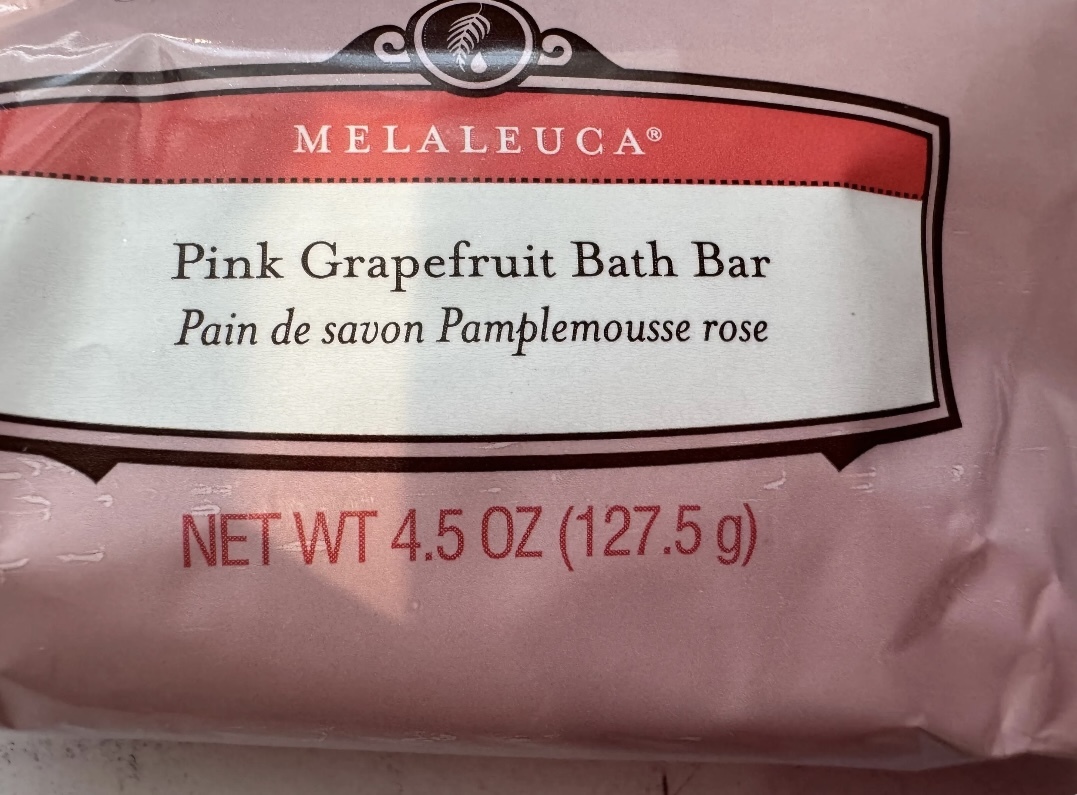 MELALEUCA®
Pink Grapefruit Bath Bar
Pain de savon Pamplemousse rose
NET WT 4.5 OZ (127.5 g)